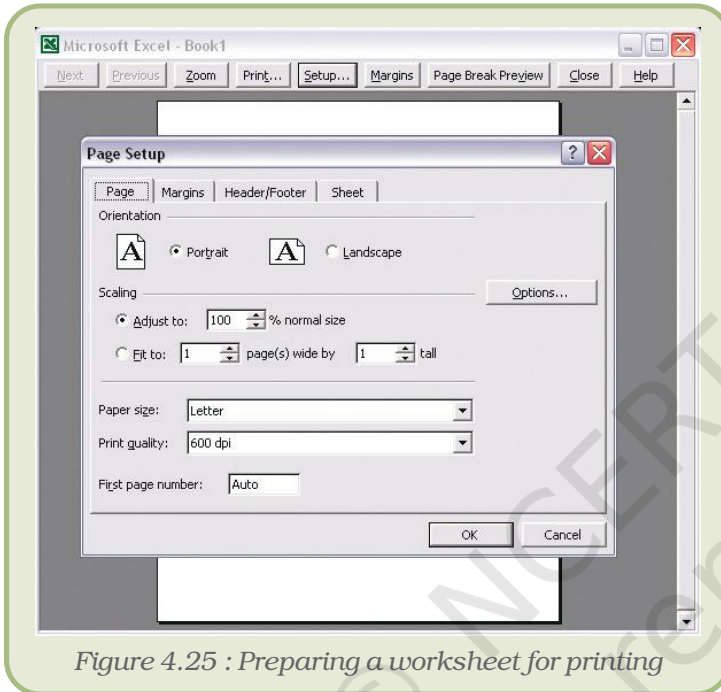 Microsoft Excel - Book1
Next Previous Zoom Print... Setup... Margins Page Break Preview Close Help
Page Setup
Page Margins Header/Footer Sheet
Orientation
A Portrait A Landscape
Scaling
Options...
Adjust to: 100 % normal size
Fit to: 1 page(s) wide by 1 tall
Paper size: Letter
Print quality: 600 dpi
First page number: Auto
OK Cancel
Figure 4.25 : Preparing a worksheet for printing
© NCERT